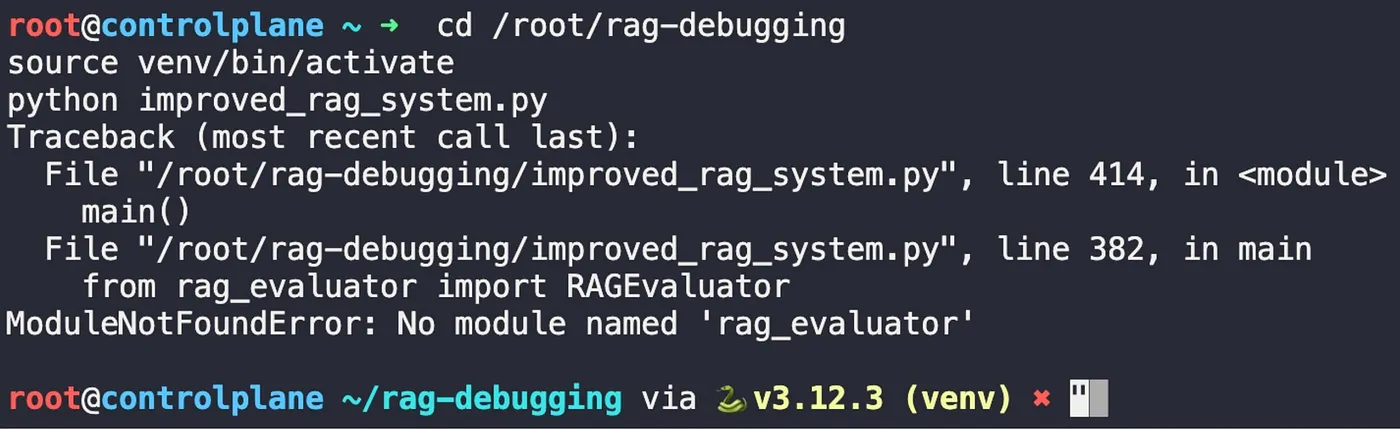 root@controlplane ~ ➜  cd /root/rag-debugging
source venv/bin/activate
python improved_rag_system.py
Traceback (most recent call last):
  File "/root/rag-debugging/improved_rag_system.py", line 414, in <module>
    main()
  File "/root/rag-debugging/improved_rag_system.py", line 382, in main
    from rag_evaluator import RAGEvaluator
ModuleNotFoundError: No module named 'rag_evaluator'

root@controlplane ~/rag-debugging via 🐍v3.12.3 (venv) ✖ "